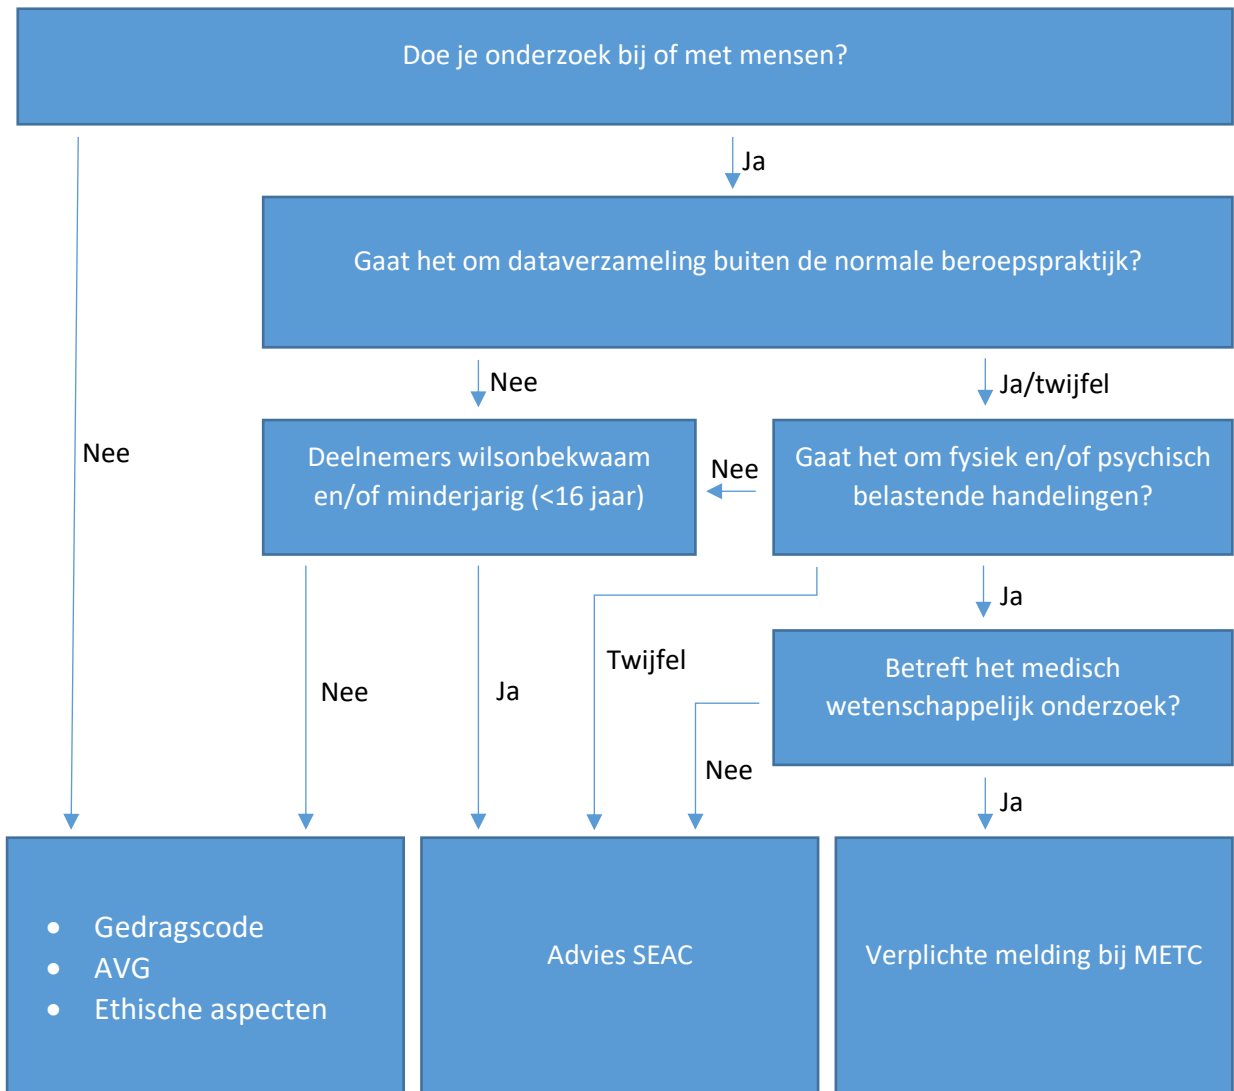 Doe je onderzoek bij of met mensen?
Ja
Gaat het om dataverzameling buiten de normale beroepspraktijk?
Nee
Ja/twijfel
Nee
Deelnemers wilsonbekwaam
en/of minderjarig (<16 jaar)
Nee
Gaat het om fysiek en/of psychisch
belastende handelingen?
Ja
Twijfel
Nee
Ja
Betreft het medisch
wetenschappelijk onderzoek?
Nee
Ja
• Gedragscode
• AVG
• Ethische aspecten
Advies SEAC
Verplichte melding bij METC